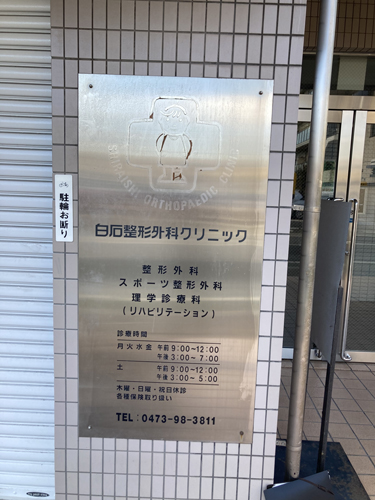 SHIRAISHI ORTHOPAEDIC CLINIC
白石整形外科クリニック
整形外科
スポーツ整形外科
理学診療科
(リハビリテーション)
診療時間
月火水金 午前 9:00~12:00
午後 3:00~7:00
土 午前 9:00~12:00
午後 3:00~5:00
木曜・日曜・祝日休診
各種保険取り扱い
TEL:0473-98-3811
駐輪お断り